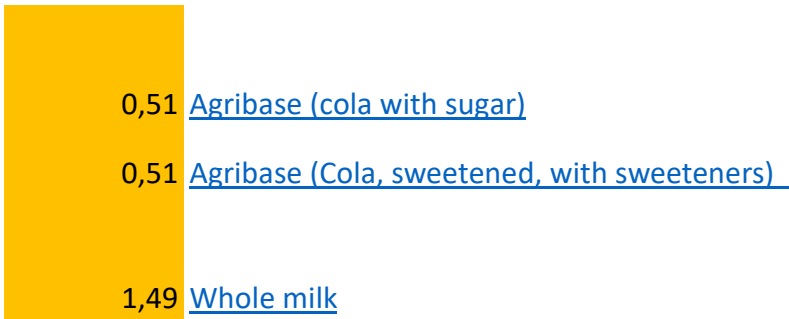 0,51 Agribase (cola with sugar)
0,51 Agribase (Cola, sweetened, with sweeteners)
1,49 Whole milk